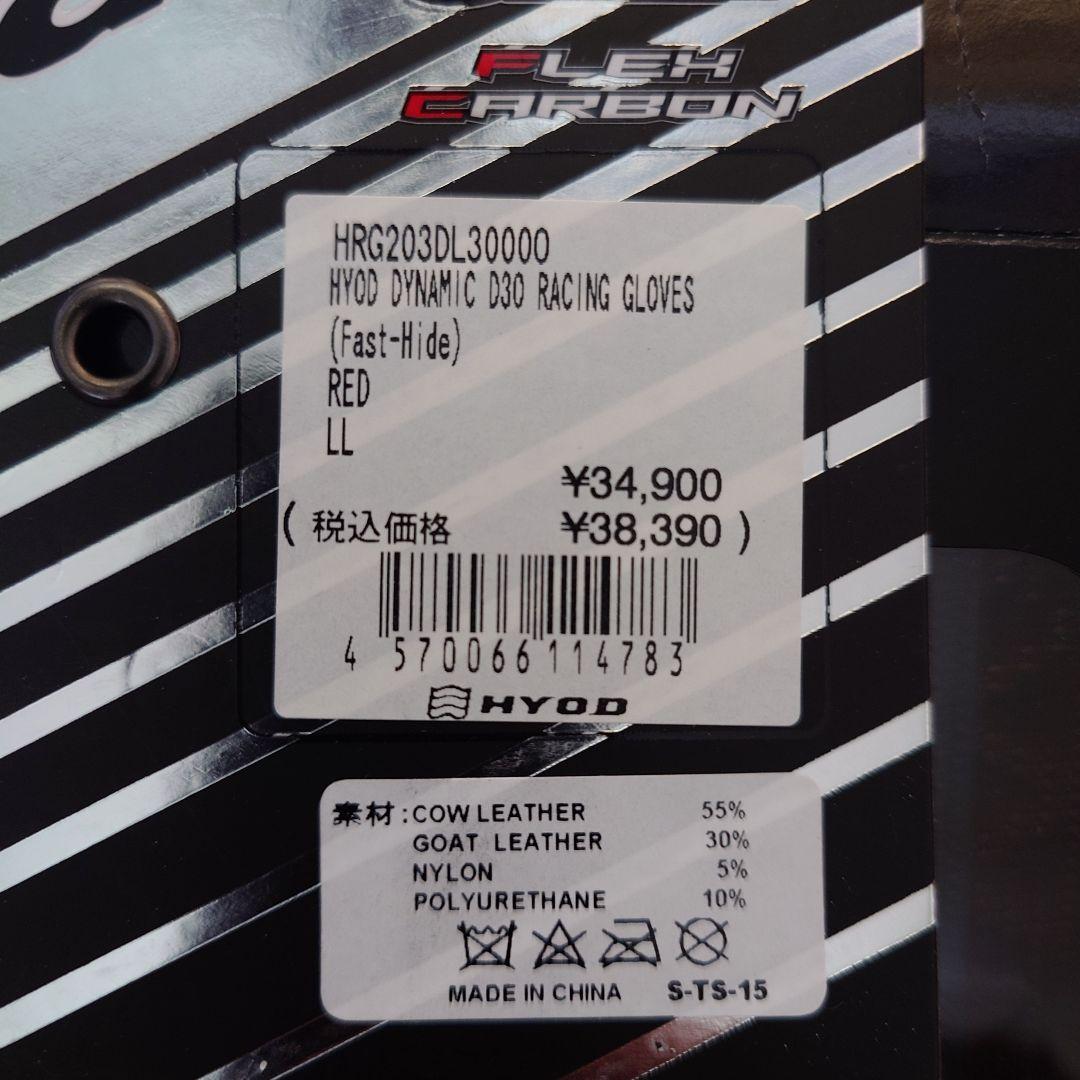 FLEX
CARBON
HRG203DL30000
HYOD DYNAMIC D30 RACING GLOVES
(Fast-Hide)
RED
LL
¥34,900
( 税込価格 ¥38,390 )
4 570066 114783
HYOD
素材:COW LEATHER 55%
GOAT LEATHER 30%
NYLON 5%
POLYURETHANE 10%
MADE IN CHINA S-TS-15